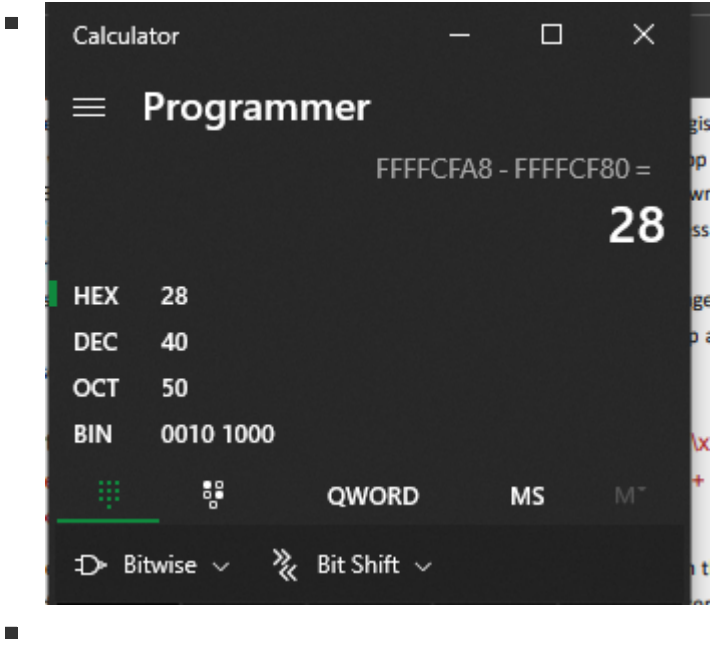 Calculator
Programmer
FFFFCFA8 - FFFFCF80 =
28
HEX 28
DEC 40
OCT 50
BIN 0010 1000
QWORD MS M
Bitwise Bit Shift